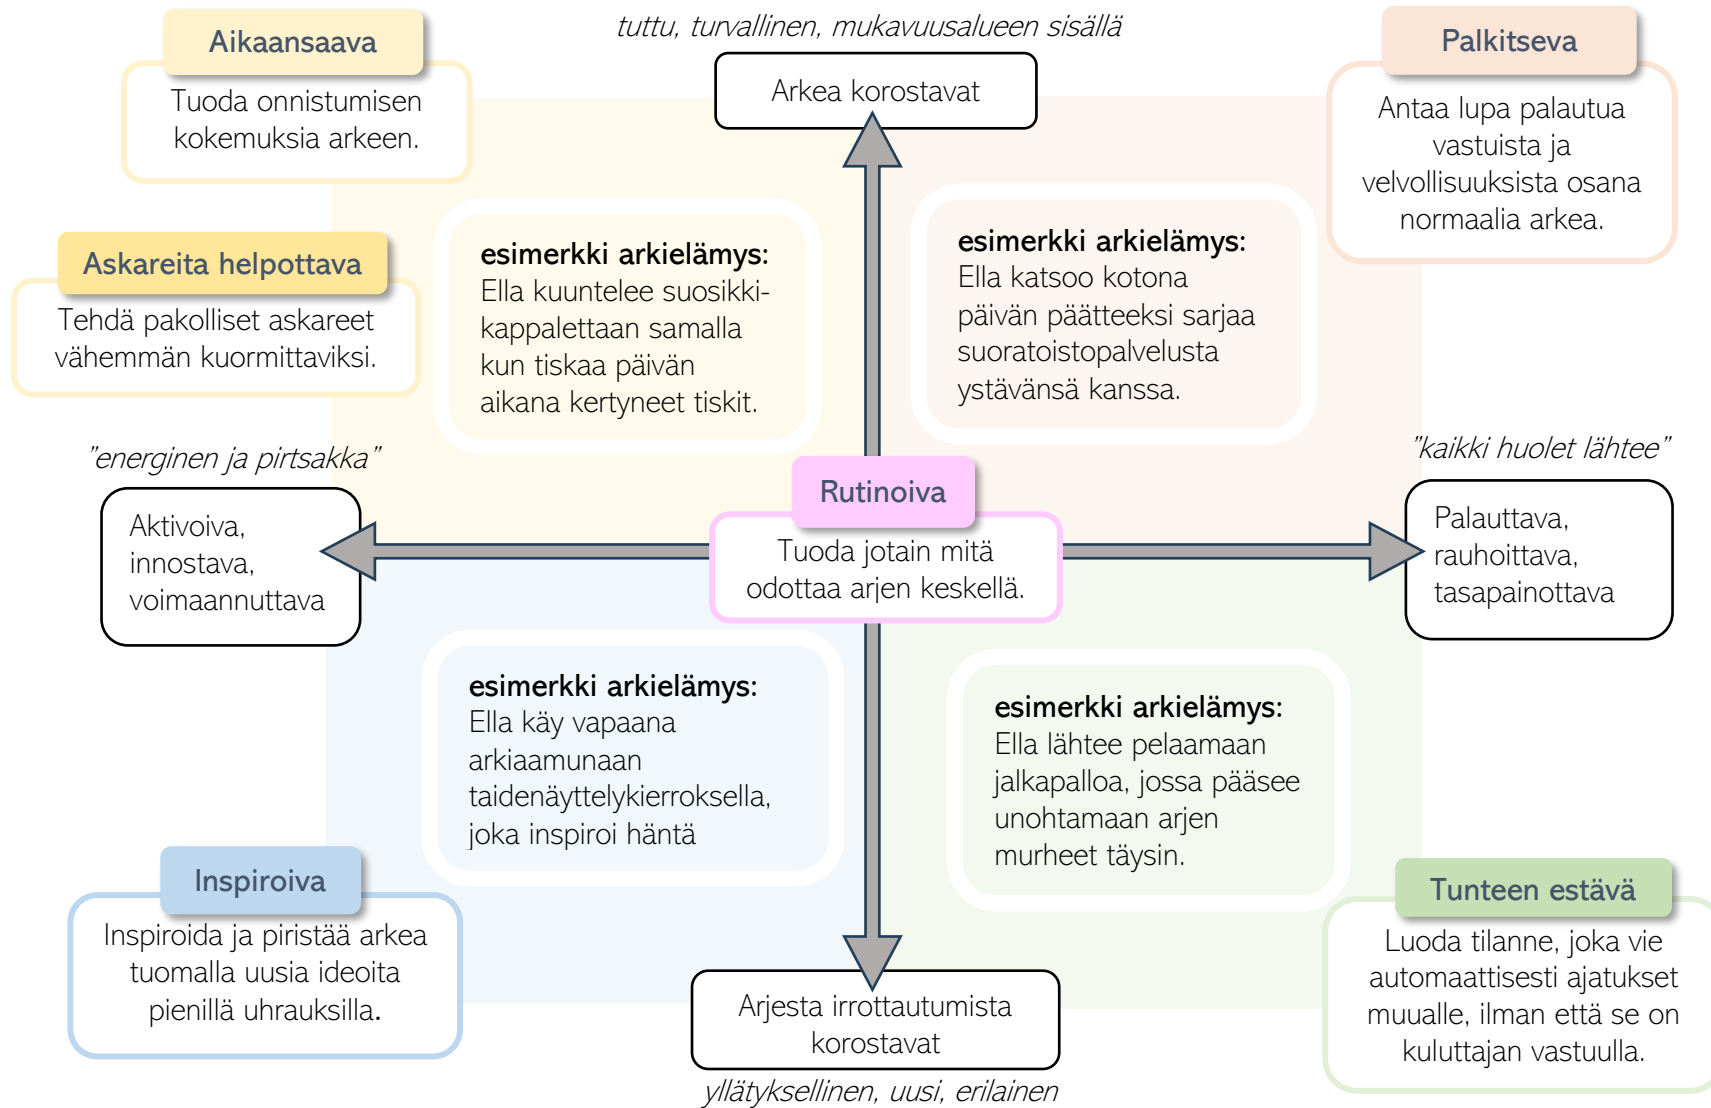 tuttu, turvallinen, mukavuusalueen sisällä
Arkea korostavat
Aikaansaava
Tuoda onnistumisen
kokemuksia arkeen.
Palkitseva
Antaa lupa palautua
vastuista ja
velvollisuuksista osana
normaalia arkea.
Askareita helpottava
Tehdä pakolliset askareet
vähemmän kuormittaviksi.
esimerkki arkielämys:
Ella kuuntelee suosikki-
kappalettaan samalla
kun tiskaa päivän
aikana kertyneet tiskit.
esimerkki arkielämys:
Ella katsoo kotona
päivän päätteeksi sarjaa
suoratoistopalvelusta
ystävänsä kanssa.
”energinen ja pirtsakka”
Aktivoiva,
innostava,
voimaannuttava
Rutinoiva
Tuoda jotain mitä
odottaa arjen keskellä.
”kaikki huolet lähtee”
Palauttava,
rauhoittava,
tasapainottava
esimerkki arkielämys:
Ella käy vapaana
arkiaamunaan
taidenäyttelykierroksella,
joka inspiroi häntä
esimerkki arkielämys:
Ella lähtee pelaamaan
jalkapalloa, jossa pääsee
unohtamaan arjen
murheet täysin.
Inspiroiva
Inspiroida ja piristää arkea
tuomalla uusia ideoita
pienillä uhrauksilla.
Tunteen estävä
Luoda tilanne, joka vie
automaattisesti ajatukset
muualle, ilman että se on
kuluttajan vastuulla.
Arjesta irrottautumista
korostavat
yllätyksellinen, uusi, erilainen